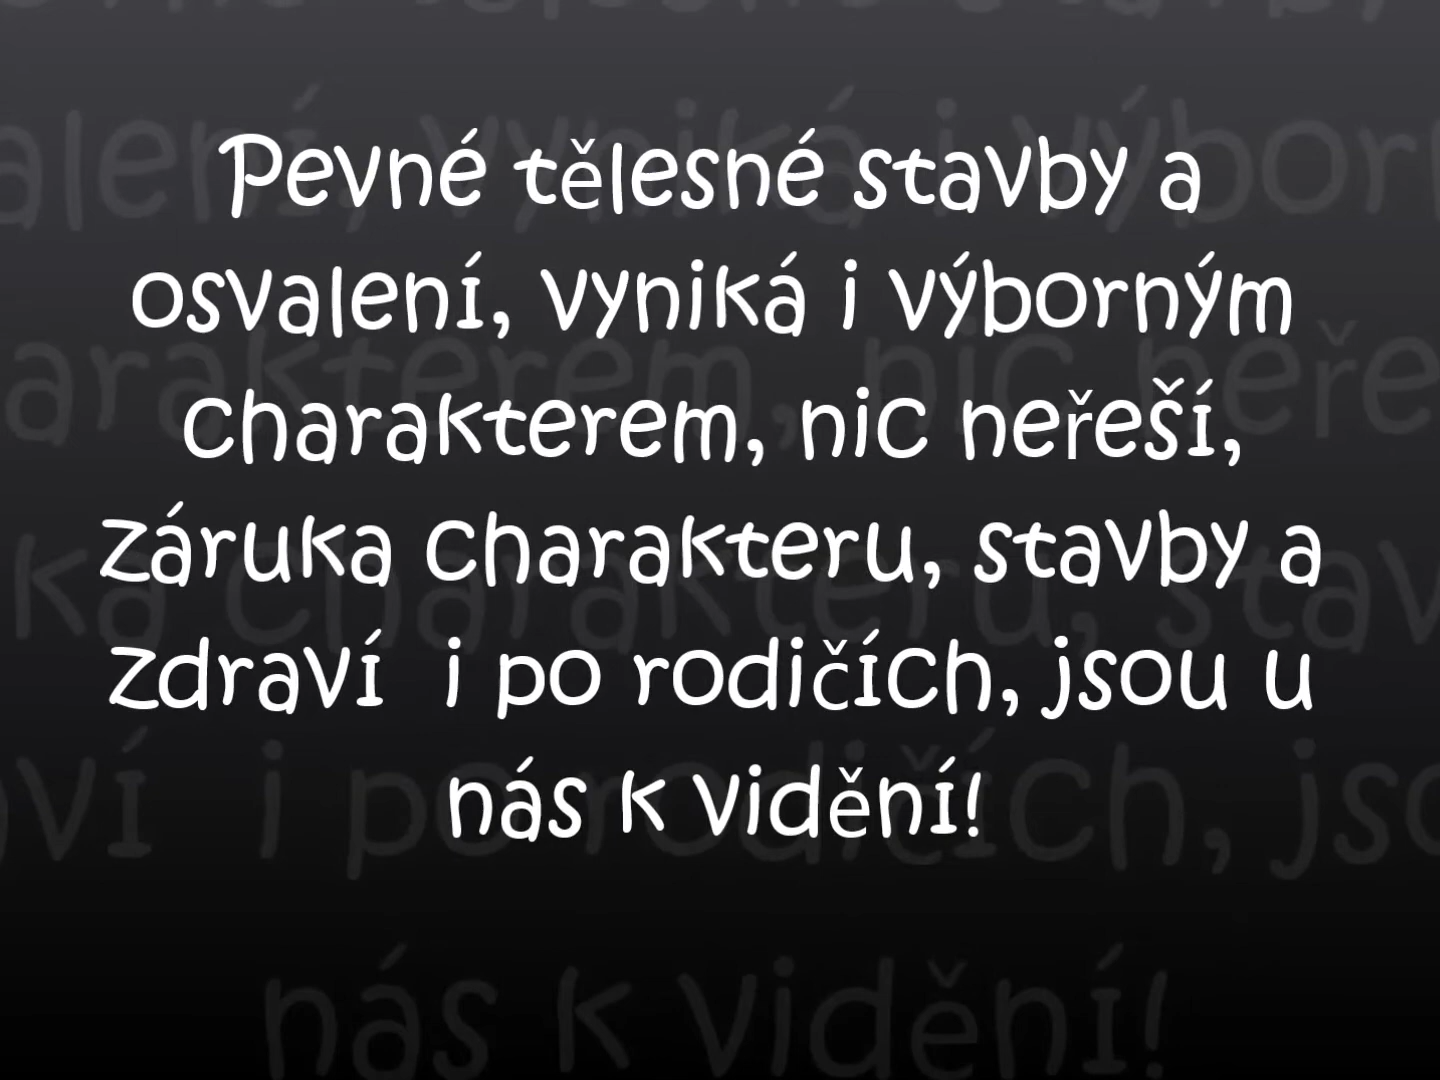 Pevné tělesné stavby a
osvalení, vyniká i výborným
charakterem, nic neřeší,
záruka charakteru, stavby a
zdraví  i po rodičích, jsou u
nás k vidění!